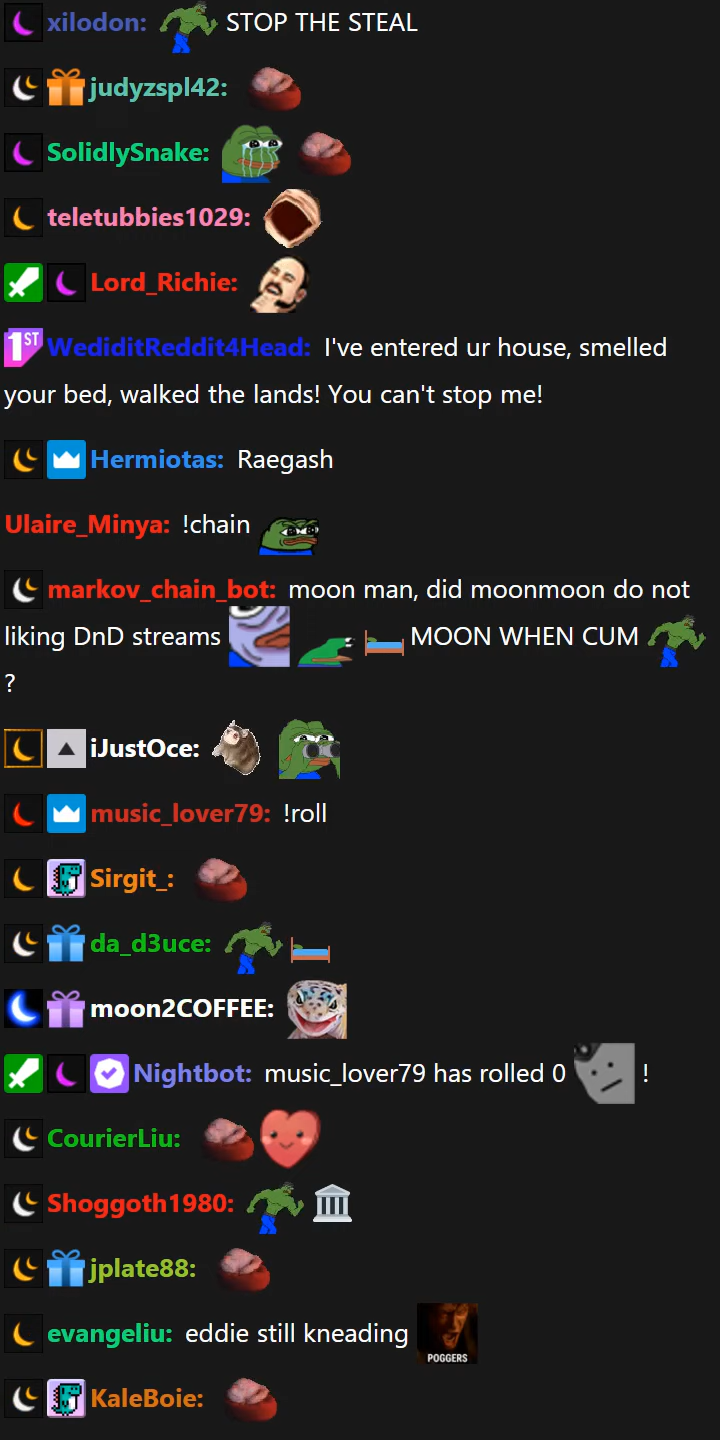 xilodon: STOP THE STEAL
judyzspl42:
SolidlySnake:
teletubbies1029:
Lord_Richie:
1ST WediditReddit4Head: I've entered ur house, smelled
your bed, walked the lands! You can't stop me!
Hermiotas: Raegash
Ulaire_Minya: !chain
markov_chain_bot: moon man, did moonmoon do not
liking DnD streams MOON WHEN CUM
?
iJustOce:
music_lover79: !roll
Sirgit_:
da_d3uce:
moon2COFFEE:
Nightbot: music_lover79 has rolled 0 !
CourierLiu:
Shoggoth1980:
jplate88:
evangeliu: eddie still kneading POGGERS
KaleBoie: